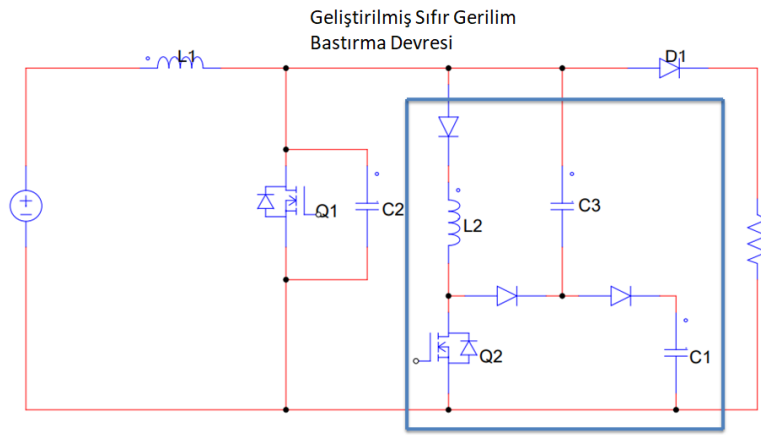 Geliştirilmiş Sıfır Gerilim
Bastırma Devresi
L1
D1
Q1
C2
L2
C3
Q2
C1